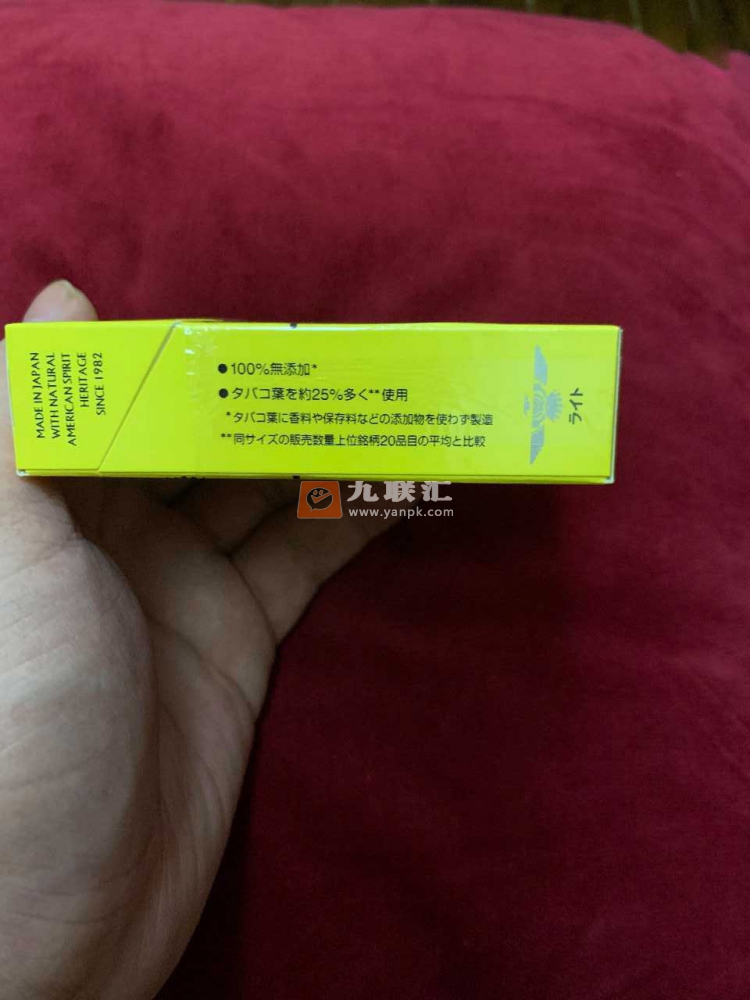 MADE IN JAPAN
WITH NATURAL
AMERICAN SPIRIT
HERITAGE
SINCE 1982
●100%無添加*
●タバコ葉を約25%多く**使用
*タバコ葉に香料や保存料などの添加物を使わず製造
**同サイズの販売数量上位銘柄20品目の平均と比較
ライト
九联汇
www.yanpk.com